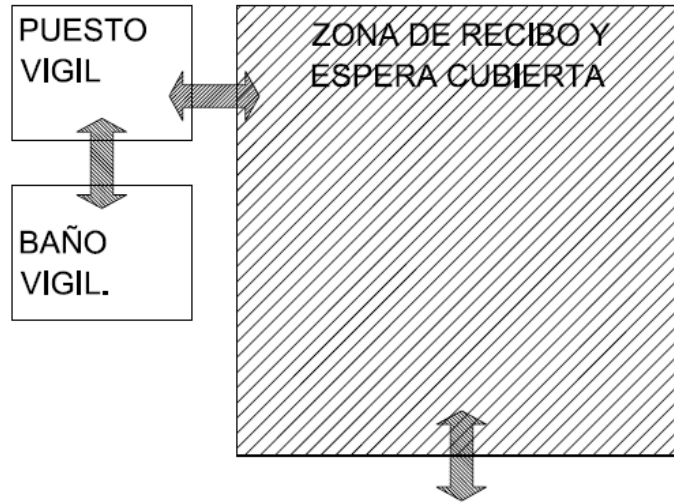 PUESTO
VIGIL
ZONA DE RECIBO Y
ESPERA CUBIERTA
BAÑO
VIGIL.